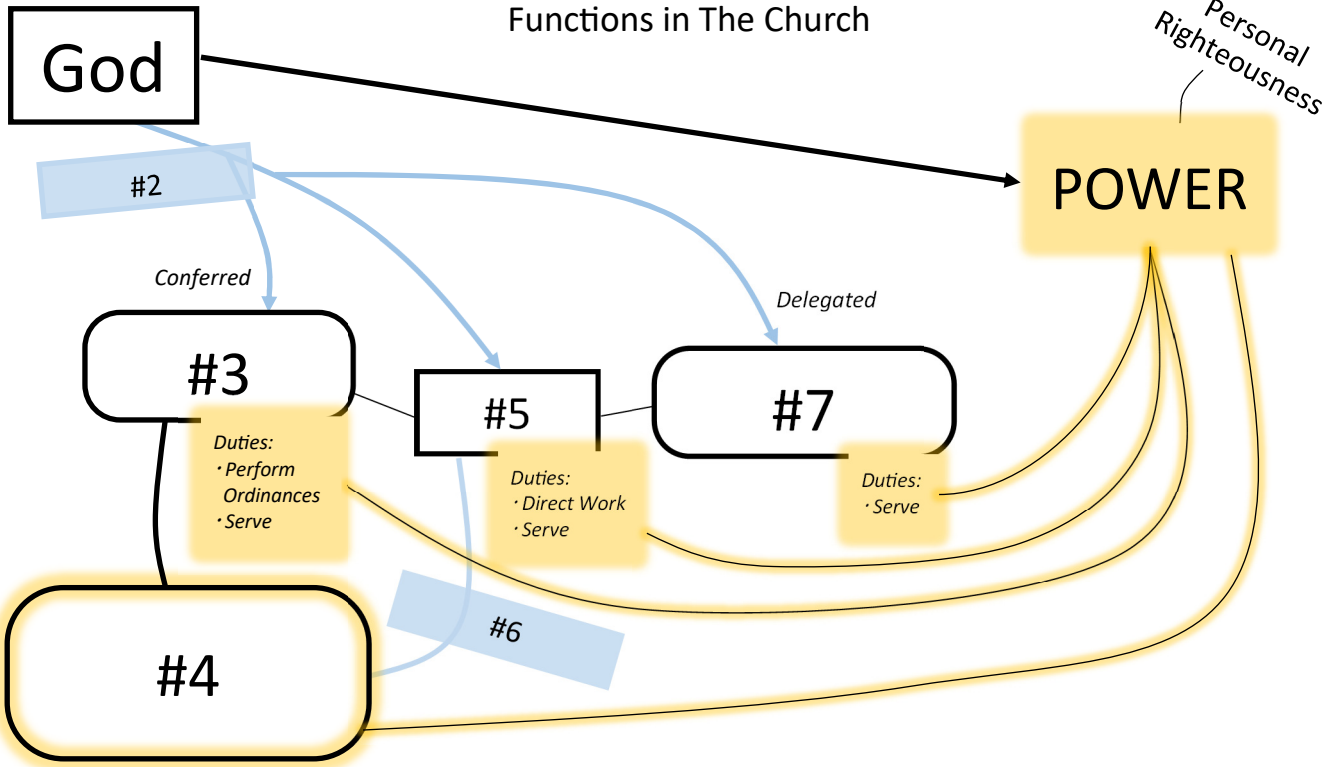 Functions in The Church
God
Personal
Righteousness
POWER
#2
Conferred
Delegated
#3
#5
#7
Duties:
· Perform
Ordinances
· Serve
Duties:
· Direct Work
· Serve
Duties:
· Serve
#6
#4